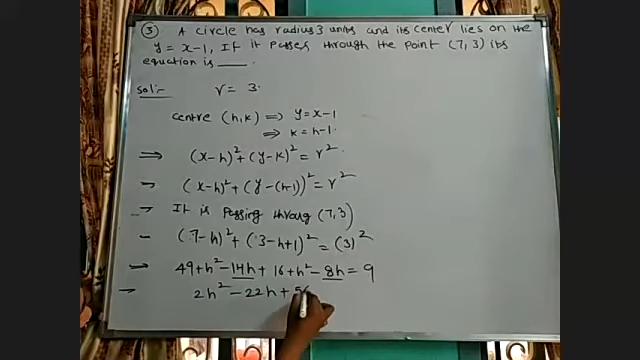 ③ A circle has radius 3 units and its center lies on the
y = x-1, If it passes through the point (7,3) its
equation is ____
Sol:-
r = 3.
centre (h,k) ⇒ y = x-1
⇒ k = h-1.
⇒ (x-h)² + (y-k)² = r².
→ (x-h)² + (y-(h-1))² = r²
→ It is passing throug (7,3)
- (7-h)² + (3-h+1)² = (3)²
⇒ 49 + h² - 14h + 16 + h² - 8h = 9
→ 2h² - 22h + 5